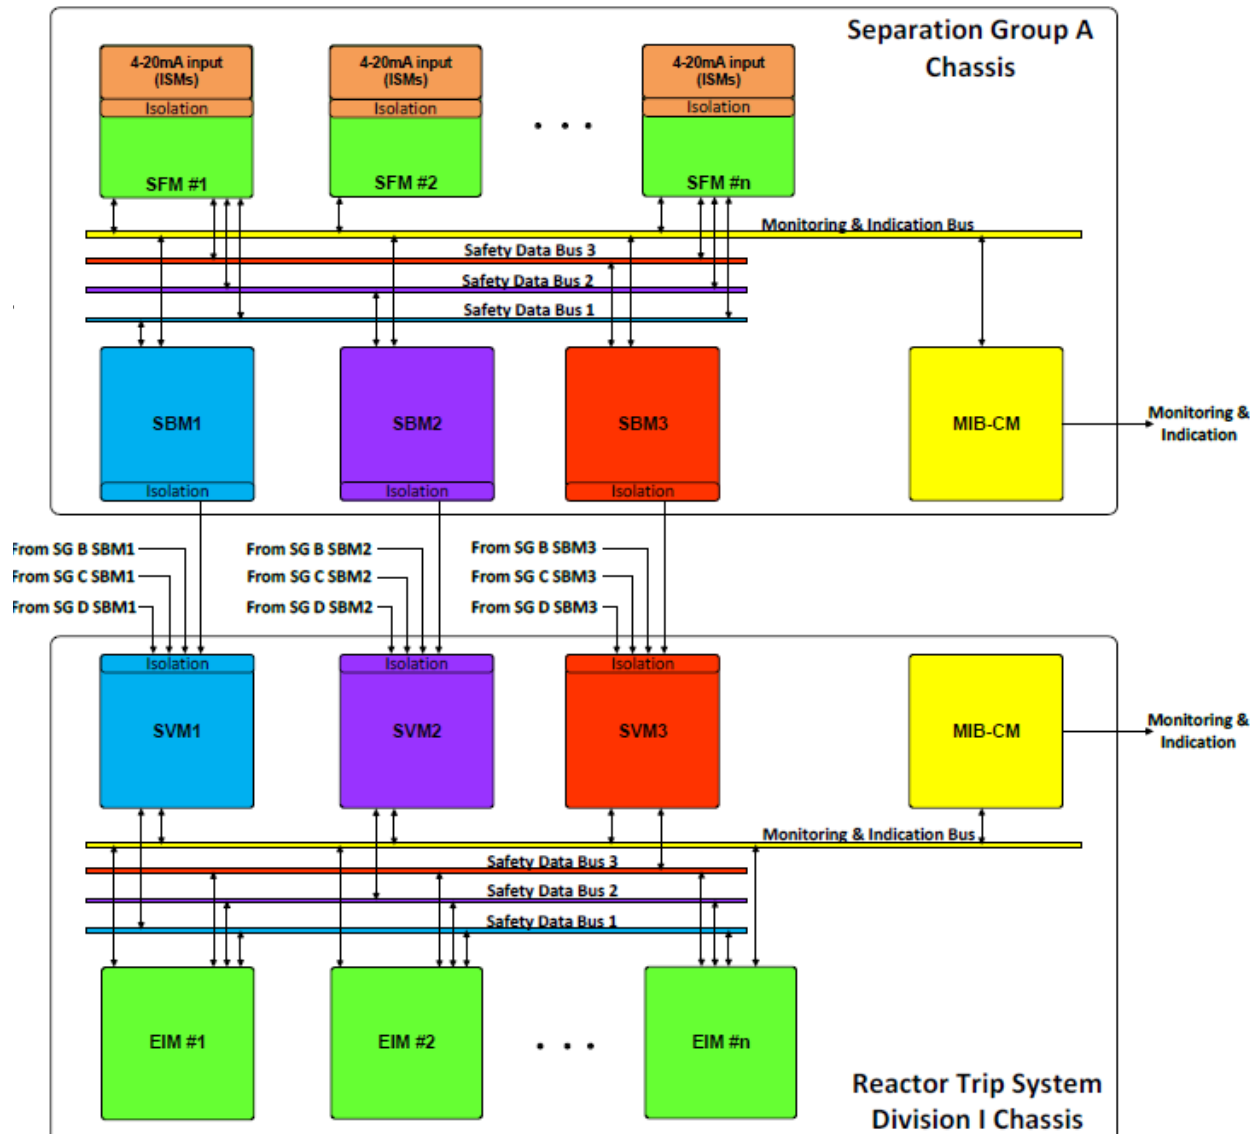 Separation Group A
Chassis
4-20mA input
(ISMs)
Isolation
SFM #1
4-20mA input
(ISMs)
Isolation
SFM #2
4-20mA input
(ISMs)
Isolation
SFM #n
Monitoring & Indication Bus
Safety Data Bus 3
Safety Data Bus 2
Safety Data Bus 1
SBM1
Isolation
SBM2
Isolation
SBM3
Isolation
MIB-CM
Monitoring &
Indication
From SG B SBM1
From SG C SBM1
From SG D SBM1
From SG B SBM2
From SG C SBM2
From SG D SBM2
From SG B SBM3
From SG C SBM3
From SG D SBM3
Isolation
SVM1
Isolation
SVM2
Isolation
SVM3
MIB-CM
Monitoring &
Indication
Monitoring & Indication Bus
Safety Data Bus 3
Safety Data Bus 2
Safety Data Bus 1
EIM #1
EIM #2
EIM #n
Reactor Trip System
Division I Chassis